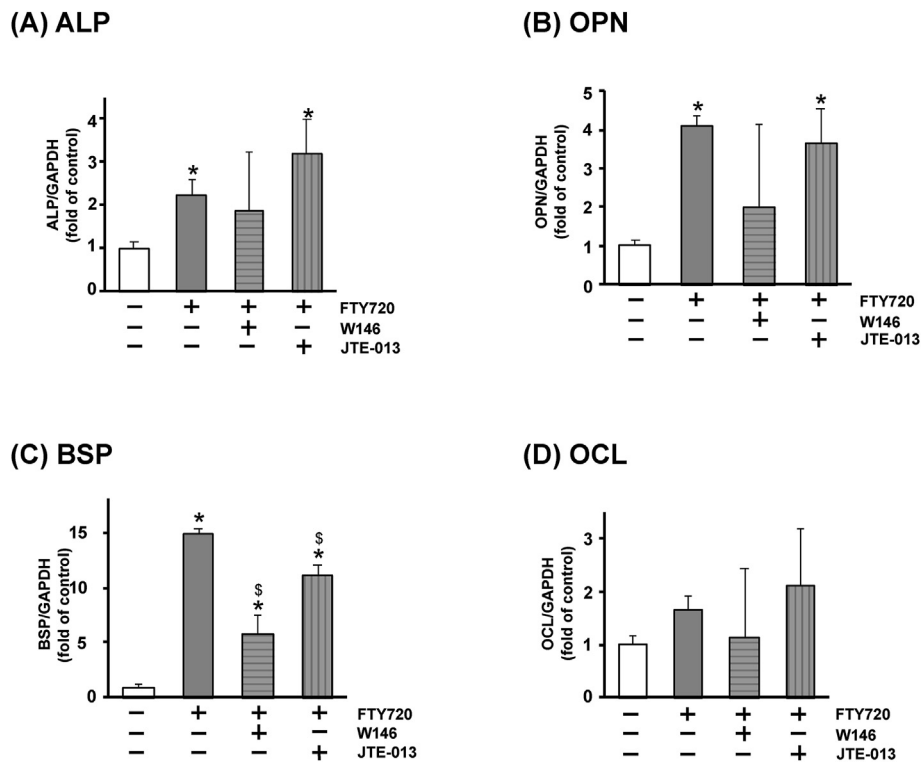 (A) ALP
ALP/GAPDH
(fold of control)
4
3
2
1
0
*
*
− + + + FTY720
− − + − W146
− − − + JTE-013
(B) OPN
OPN/GAPDH
(fold of control)
5
4
3
2
1
0
*
*
− + + + FTY720
− − + − W146
− − − + JTE-013
(C) BSP
BSP/GAPDH
(fold of control)
15
10
5
0
*
$
*
$
*
− + + + FTY720
− − + − W146
− − − + JTE-013
(D) OCL
OCL/GAPDH
(fold of control)
3
2
1
0
− + + + FTY720
− − + − W146
− − − + JTE-013